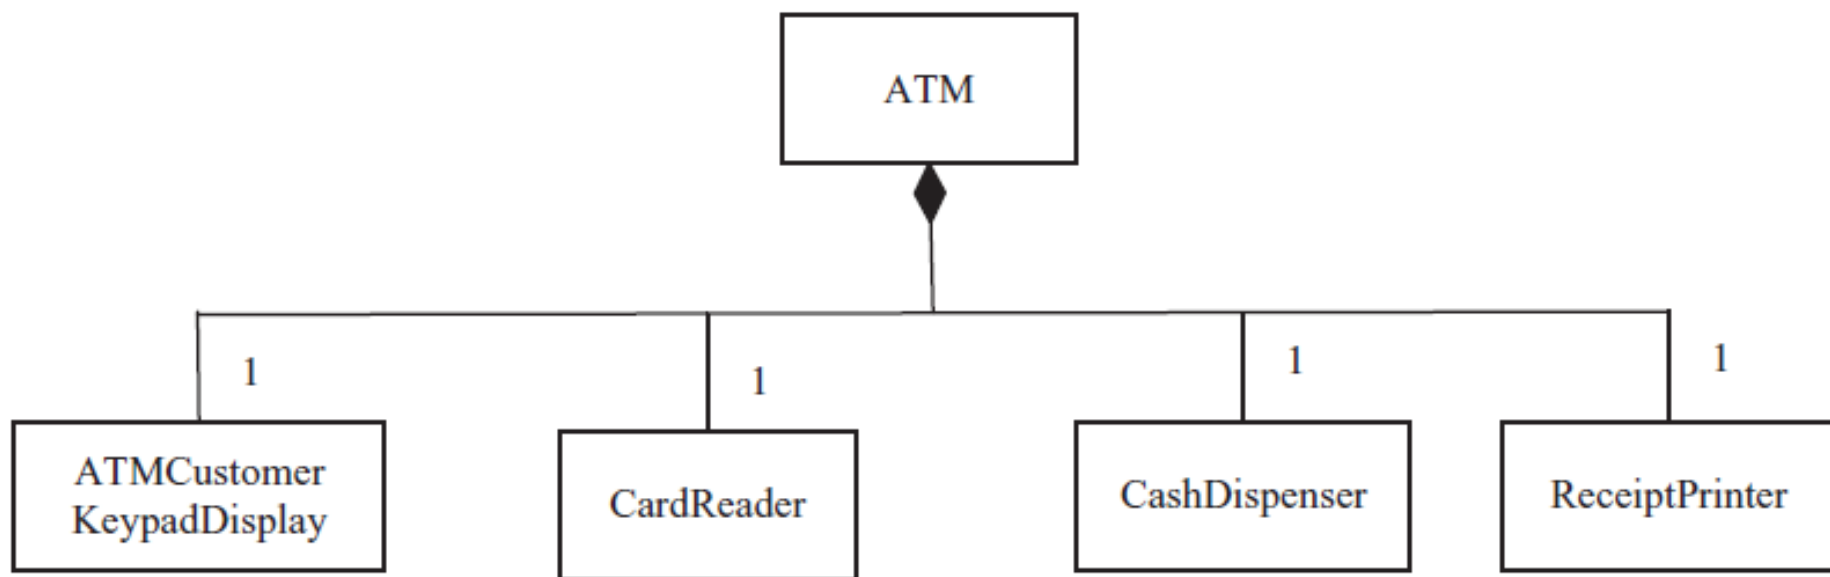 ATM
1
1
1
1
ATMCustomer
KeypadDisplay
CardReader
CashDispenser
ReceiptPrinter